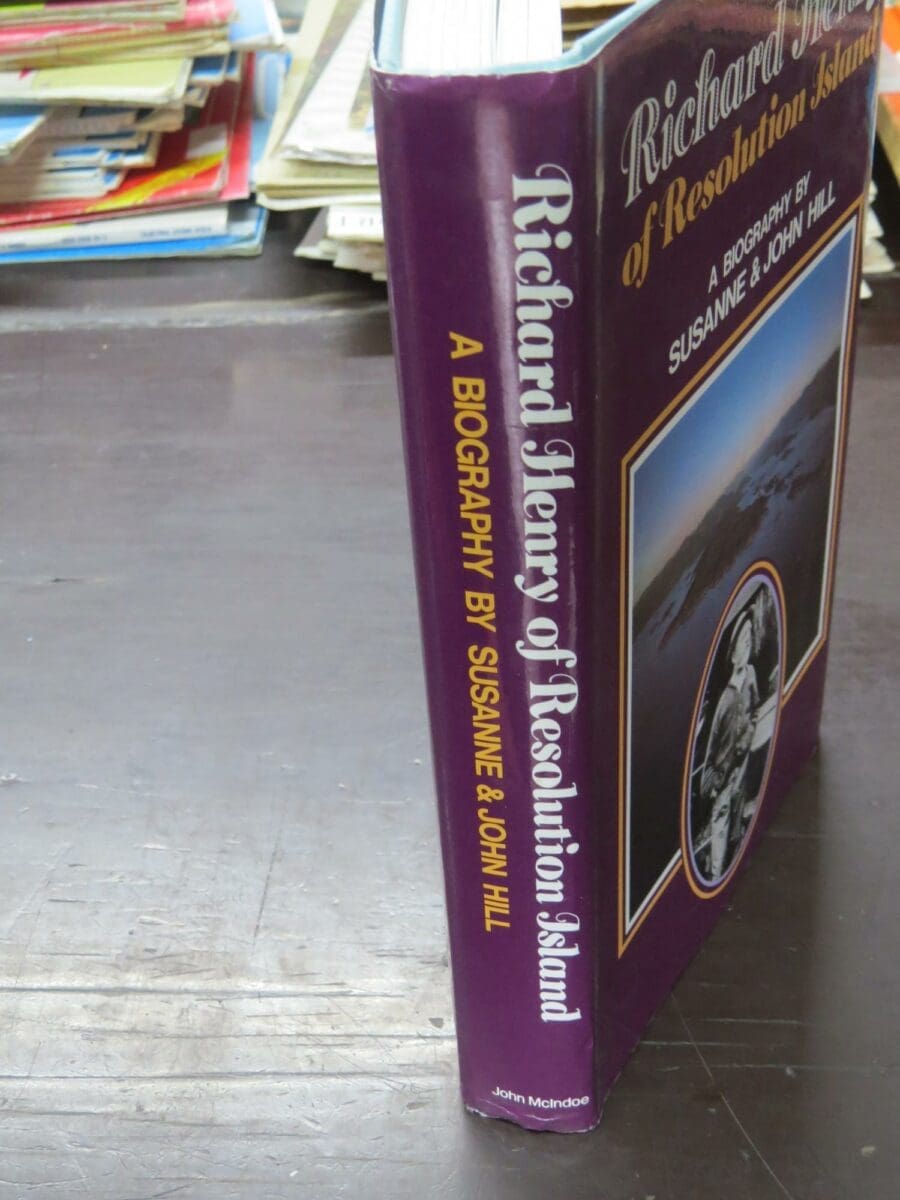 Richard Henry of Resolution Island
A BIOGRAPHY BY SUSANNE & JOHN HILL
John McIndoe
Richard Henry
of Resolution Island
A BIOGRAPHY BY
SUSANNE & JOHN HILL